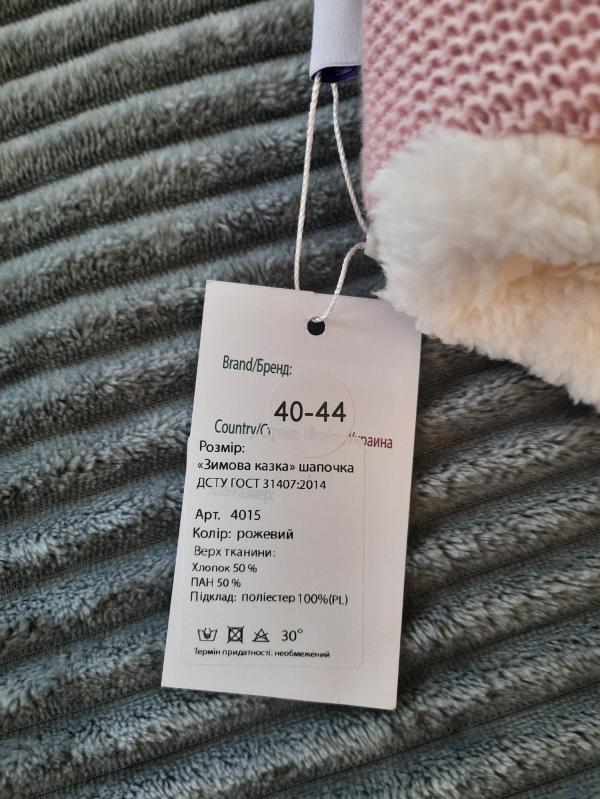 Brand/Бренд:
40-44
Country/С Украина
Розмір:
«Зимова казка» шапочка
ДСТУ ГОСТ 31407:2014
Арт. 4015
Колір: рожевий
Верх тканини:
Хлопок 50 %
ПАН 50 %
Підклад: поліестер 100%(PL)
30°
Термін придатності: необмежений